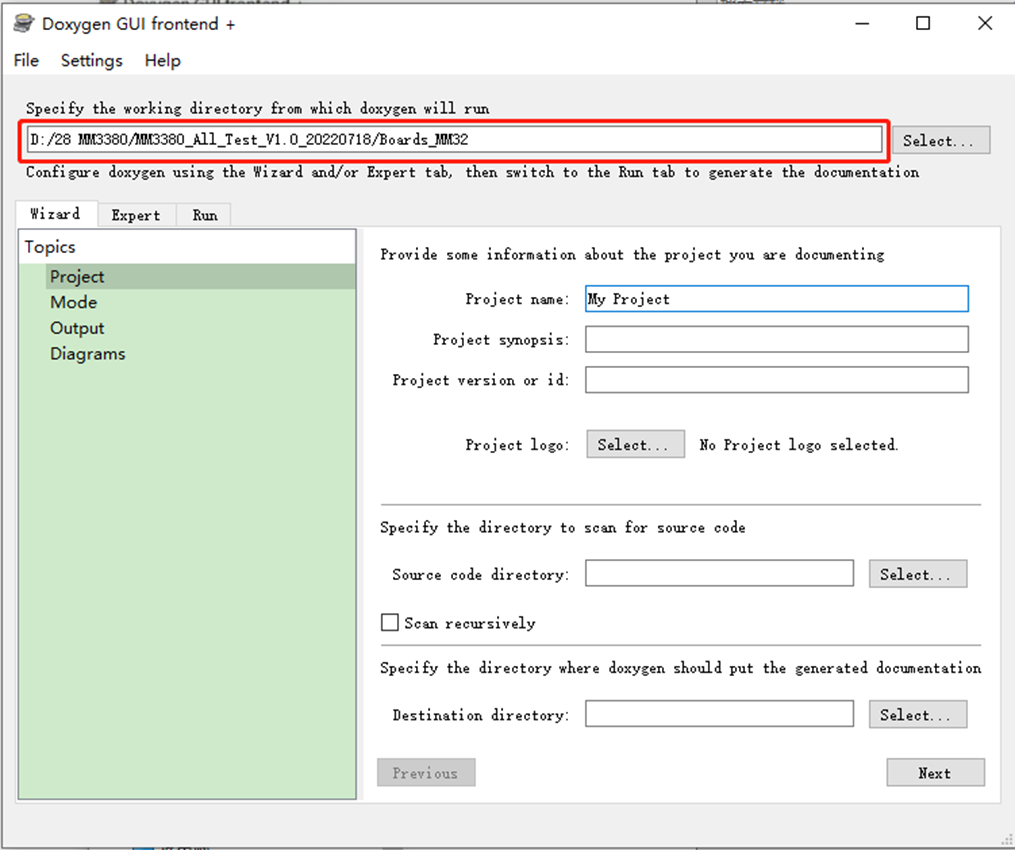 Doxygen GUI frontend +
File Settings Help
Specify the working directory from which doxygen will run
D:/28 MM3380/MM3380_All_Test_V1.0_20220718/Boards_MM32 Select...
Configure doxygen using the Wizard and/or Expert tab, then switch to the Run tab to generate the documentation
Wizard Expert Run
Topics
Project
Mode
Output
Diagrams
Provide some information about the project you are documenting
Project name: My Project
Project synopsis:
Project version or id:
Project logo: Select... No Project logo selected.
Specify the directory to scan for source code
Source code directory: Select...
Scan recursively
Specify the directory where doxygen should put the generated documentation
Destination directory: Select...
Previous Next